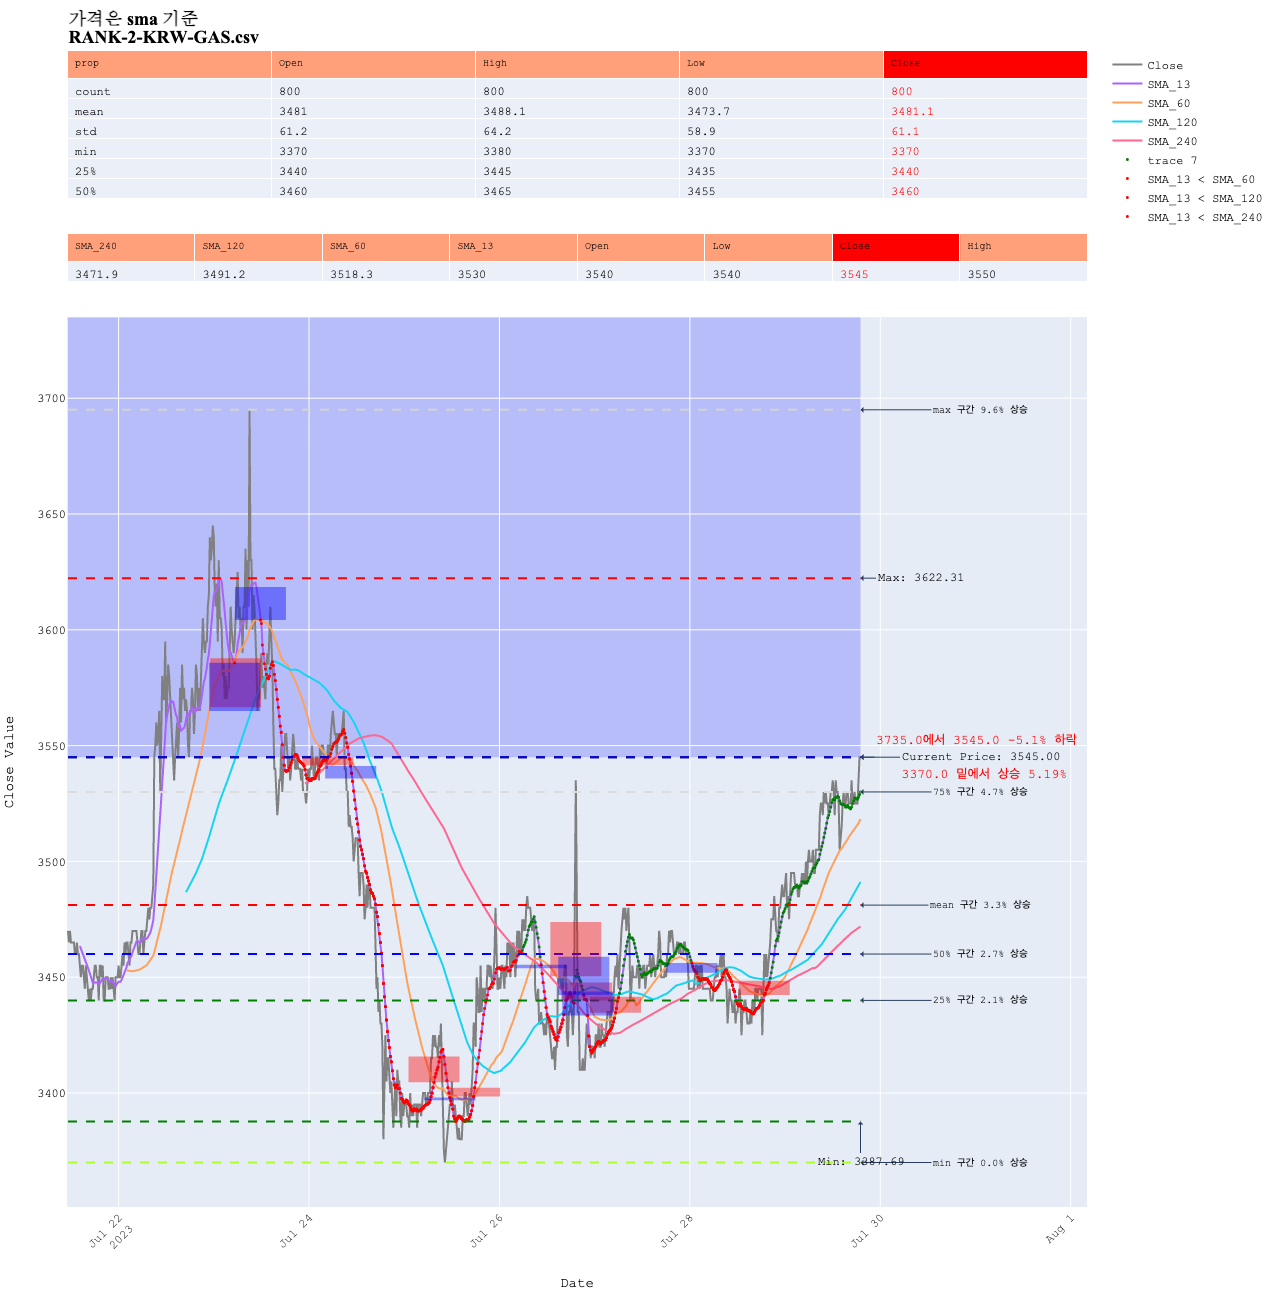 가격은 sma 기준
RANK-2-KRW-GAS.csv
prop Open High Low Close
count 800 800 800 800
mean 3481 3488.1 3473.7 3481.1
std 61.2 64.2 58.9 61.1
min 3370 3380 3370 3370
25% 3440 3445 3435 3440
50% 3460 3465 3455 3460
SMA_240 SMA_120 SMA_60 SMA_13 Open Low Close High
3471.9 3491.2 3518.3 3530 3540 3540 3545 3550
Close
SMA_13
SMA_60
SMA_120
SMA_240
trace 7
SMA_13 < SMA_60
SMA_13 < SMA_120
SMA_13 < SMA_240
Close Value
3700
3650
3600
3550
3500
3450
3400
max 구간 9.6% 상승
Max: 3622.31
3735.0에서 3545.0 -5.1% 하락
Current Price: 3545.00
3370.0 밑에서 상승 5.19%
75% 구간 4.7% 상승
mean 구간 3.3% 상승
50% 구간 2.7% 상승
25% 구간 2.1% 상승
Min: 3387.69
min 구간 0.0% 상승
Jul 22
2023
Jul 24
Jul 26
Jul 28
Jul 30
Aug 1
Date